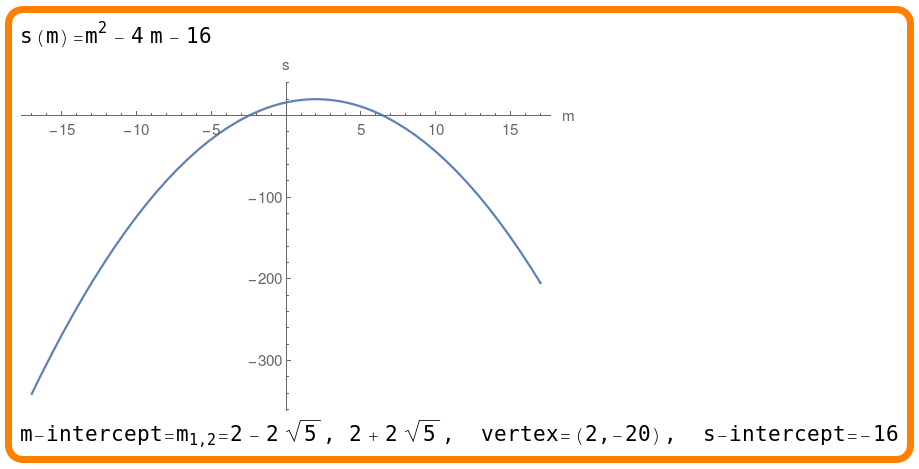 s(m)=m² − 4 m − 16
s
−15 −10 −5 5 10 15 m
−100
−200
−300
m−intercept=m₁,₂=2 − 2 √5 , 2 + 2 √5 , vertex=(2,−20), s−intercept=−16